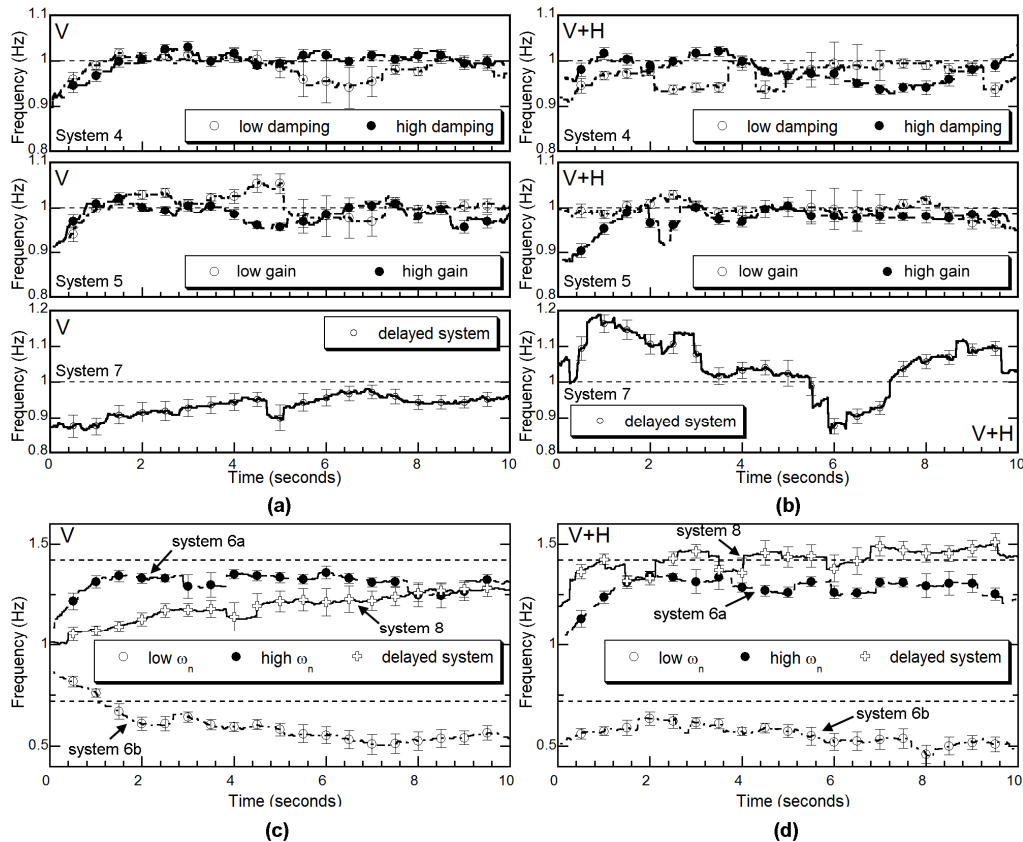 V
Frequency (Hz)
1.1
1
0.9
0.8
System 4
low damping high damping
V
Frequency (Hz)
1.1
1
0.9
0.8
System 5
low gain high gain
V
Frequency (Hz)
1.2
1.1
1
0.9
0.8
delayed system
System 7
0 2 4 6 8 10
Time (seconds)
(a)
V+H
Frequency (Hz)
1.1
1
0.9
0.8
System 4
low damping high damping
V+H
Frequency (Hz)
1.1
1
0.9
0.8
System 5
low gain high gain
Frequency (Hz)
1.2
1.1
1
0.9
0.8
System 7
delayed system
V+H
0 2 4 6 8 10
Time (seconds)
(b)
V
Frequency (Hz)
1.5
1
0.5
system 6a
system 8
low ωn high ωn delayed system
system 6b
0 2 4 6 8 10
Time (seconds)
(c)
V+H
Frequency (Hz)
1.5
1
0.5
system 8
system 6a
low ωn high ωn delayed system
system 6b
0 2 4 6 8 10
Time (seconds)
(d)